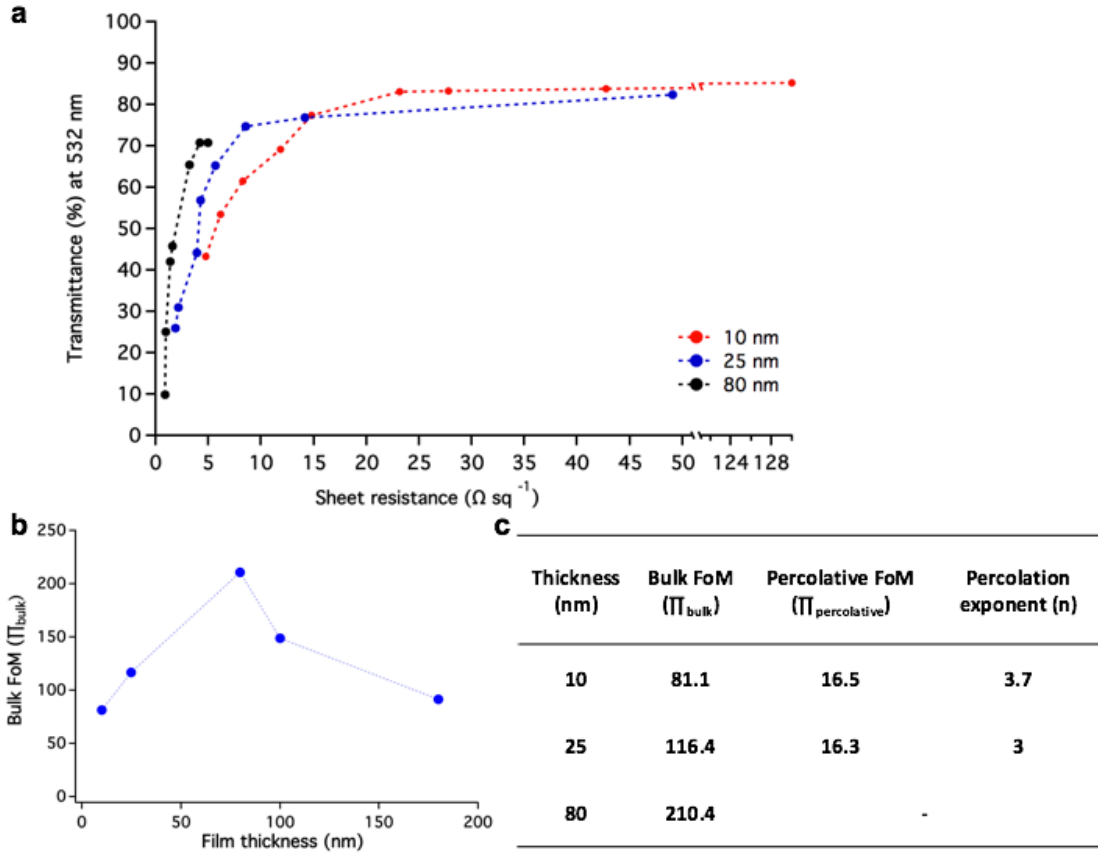 a
100
90
80
70
60
50
40
30
20
10
0
Transmittance (%) at 532 nm
10 nm
25 nm
80 nm
0 5 10 15 20 25 30 35 40 45 50 124 128
Sheet resistance (Ω sq⁻¹)
b
250
200
150
100
50
0
Bulk FoM (∏bulk)
0 50 100 150 200
Film thickness (nm)
c
Thickness (nm) Bulk FoM (∏bulk) Percolative FoM (∏percolative) Percolation exponent (n)
10 81.1 16.5 3.7
25 116.4 16.3 3
80 210.4 -